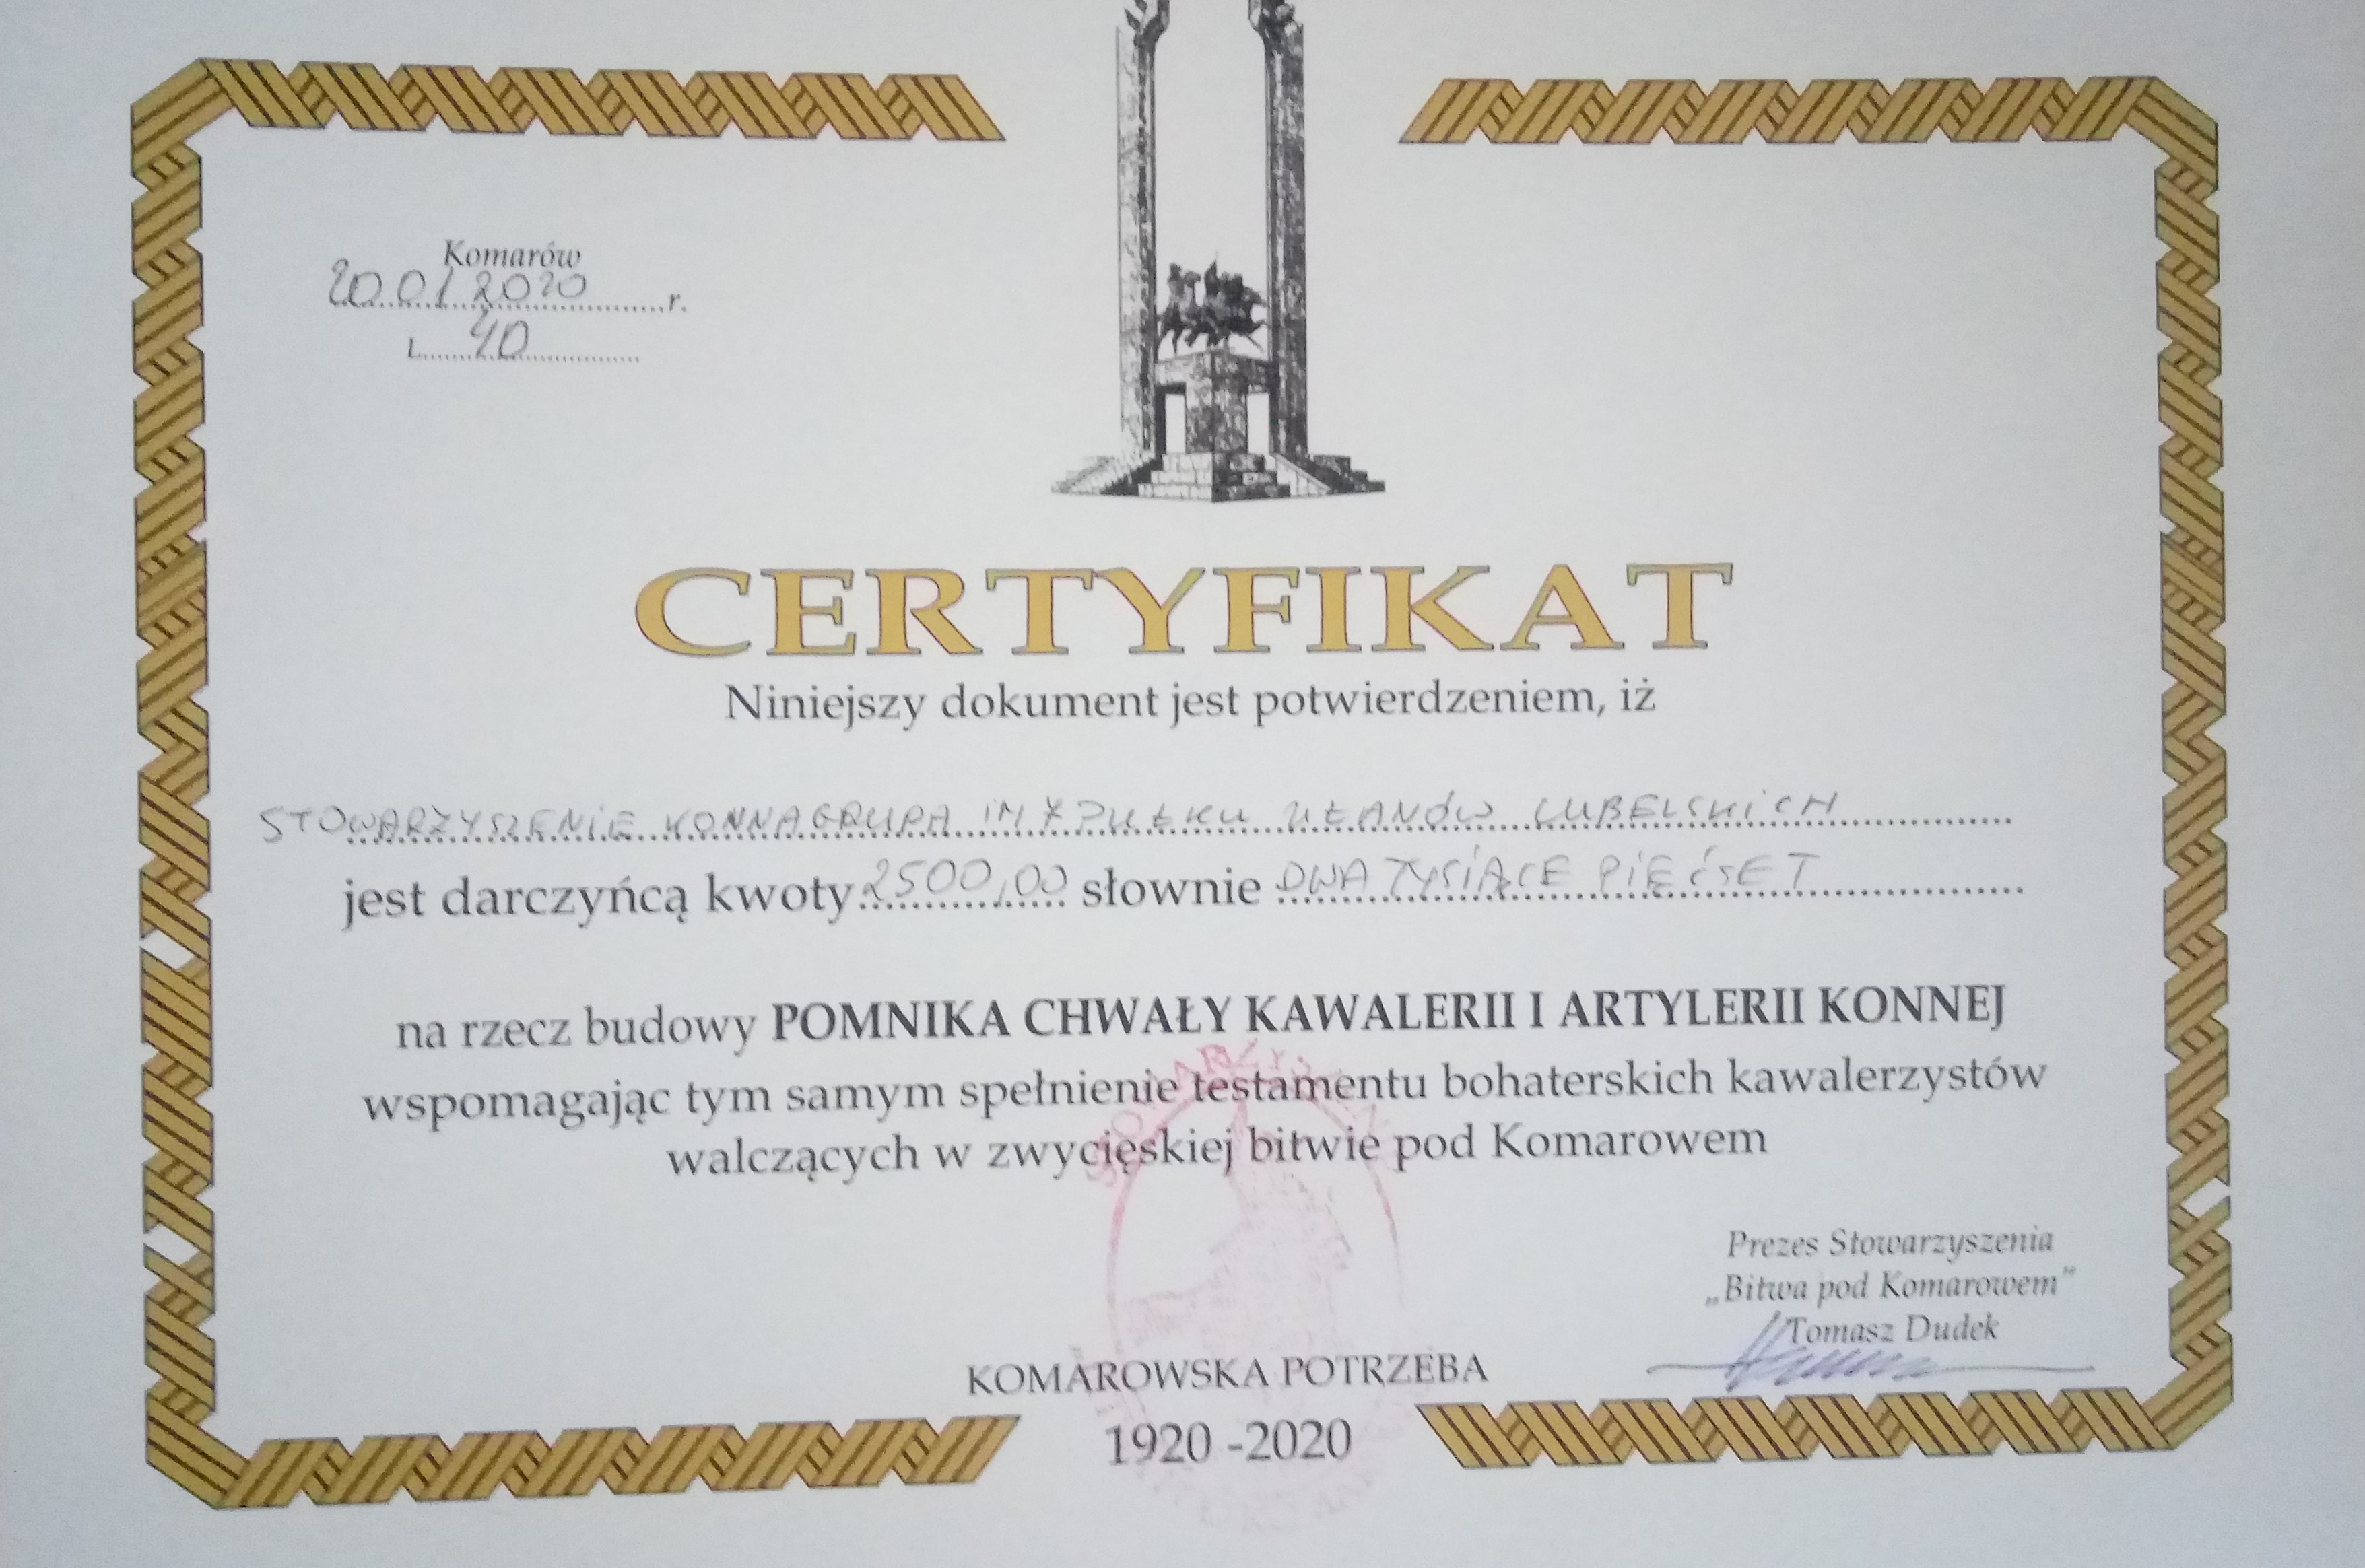 Komarów
20 01 2020 r.
L. 40
CERTYFIKAT
Niniejszy dokument jest potwierdzeniem, iż
STOWARZYSZENIE KONNA GRUPA IM 7 PUŁKU UŁANÓW LUBELSKICH
jest darczyńcą kwoty 2500,00 słownie DWA TYSIĄCE PIĘĆSET
na rzecz budowy POMNIKA CHWAŁY KAWALERII I ARTYLERII KONNEJ
wspomagając tym samym spełnienie testamentu bohaterskich kawalerzystów
walczących w zwycięskiej bitwie pod Komarowem
Prezes Stowarzyszenia
„Bitwa pod Komarowem"
Tomasz Dudek
KOMAROWSKA POTRZEBA
1920 -2020